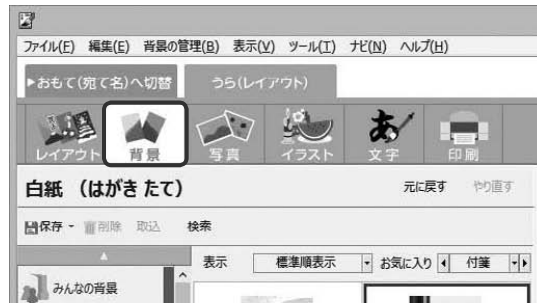 ファイル(F) 編集(E) 背景の管理(B) 表示(V) ツール(T) ナビ(N) ヘルプ(H)
▶おもて(宛て名)へ切替 うら(レイアウト)
レイアウト 背景 写真 イラスト 文字 印刷
あ
白紙 (はがき たて) 元に戻す やり直す
保存 削除 取込 検索
表示 標準順表示 お気に入り 付箋
みんなの背景